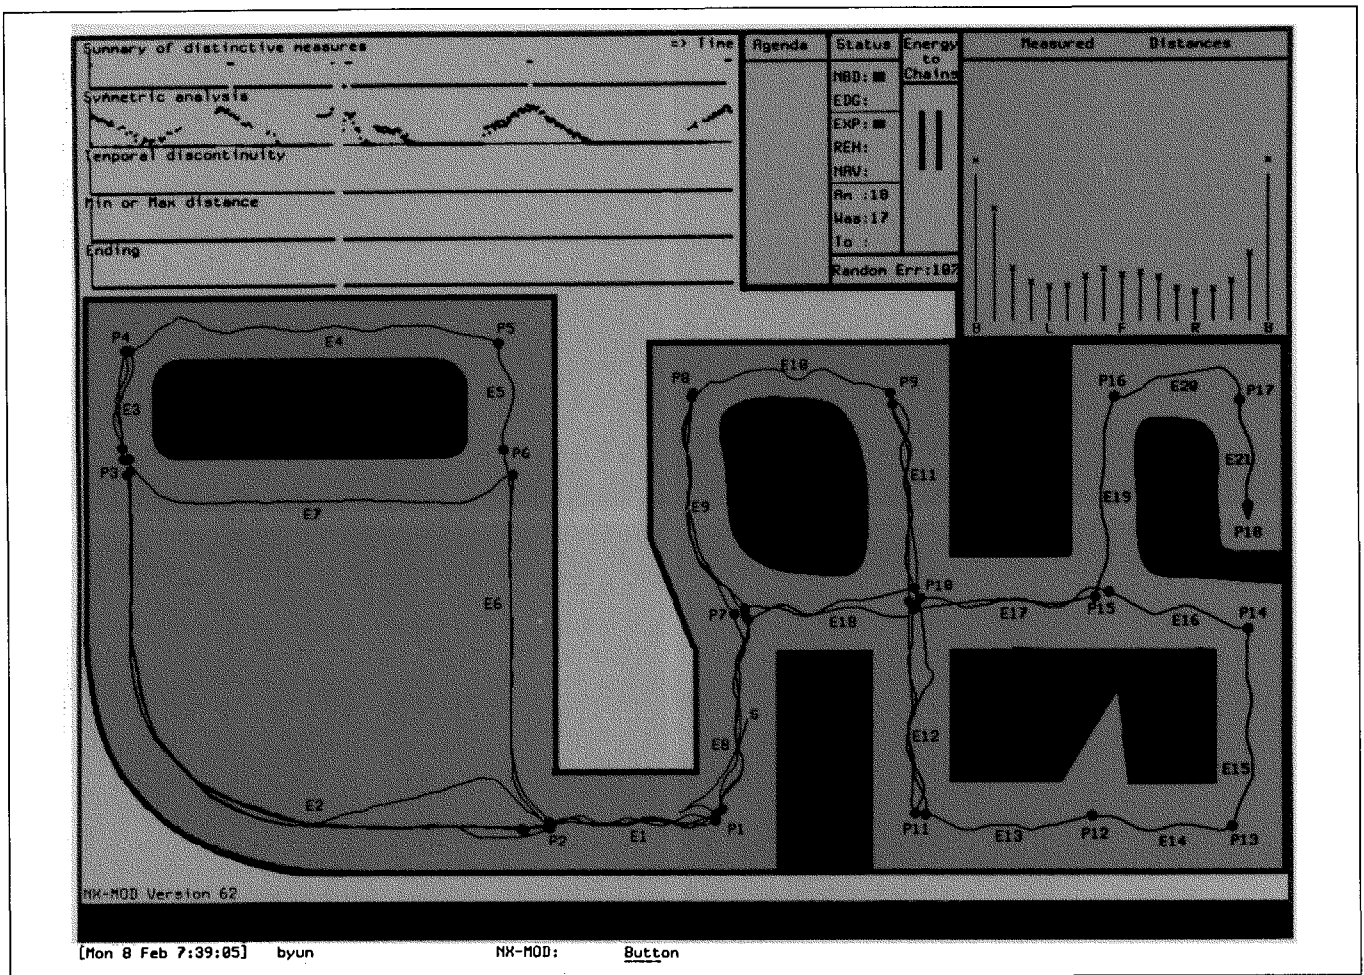 Summary of distinctive measures => Time
Symmetric analysis
Temporal discontinuity
Min or Max distance
Ending
Agenda
Status
NBD:
EDG:
EXP:
REH:
NAV:
An :18
Was:17
To :
Random Err:10%
Energy
to
Chains
Measured Distances
B L F R B
P4 E4 P5
E3 E5
P3 P6
E7
E6
E2
P2 E1 P1
P8 E10 P9
E9 E11
P7 E18 P10
E17 P15 E16 P14
P16 E20 P17
E19 E21
P18
S
E8 E12 E15
P11 E13 P12 E14 P13
NX-MOD Version 62
[Mon 8 Feb 7:39:05] byun NX-MOD: Button